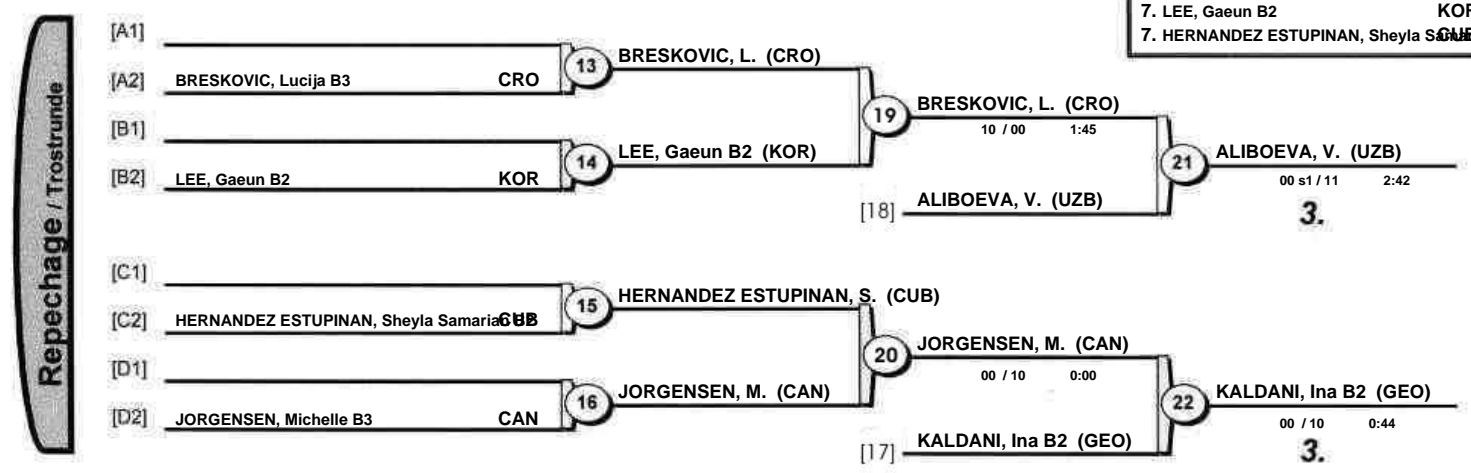 7. LEE, Gaeun B2 KOR
7. HERNANDEZ ESTUPINAN, Sheyla
Repechage / Trostrunde
[A1]
13 BRESKOVIC, L. (CRO)
[A2] BRESKOVIC, Lucija B3 CRO
19 BRESKOVIC, L. (CRO)
10 / 00 1:45
[B1]
14 LEE, Gaeun B2 (KOR)
[B2] LEE, Gaeun B2 KOR
21 ALIBOEVA, V. (UZB)
00 s1 / 11 2:42
3.
[18] ALIBOEVA, V. (UZB)
[C1]
15 HERNANDEZ ESTUPINAN, S. (CUB)
[C2] HERNANDEZ ESTUPINAN, Sheyla CUB
20 JORGENSEN, M. (CAN)
00 / 10 0:00
[D1]
16 JORGENSEN, M. (CAN)
[D2] JORGENSEN, Michelle B3 CAN
22 KALDANI, Ina B2 (GEO)
00 / 10 0:44
3.
[17] KALDANI, Ina B2 (GEO)